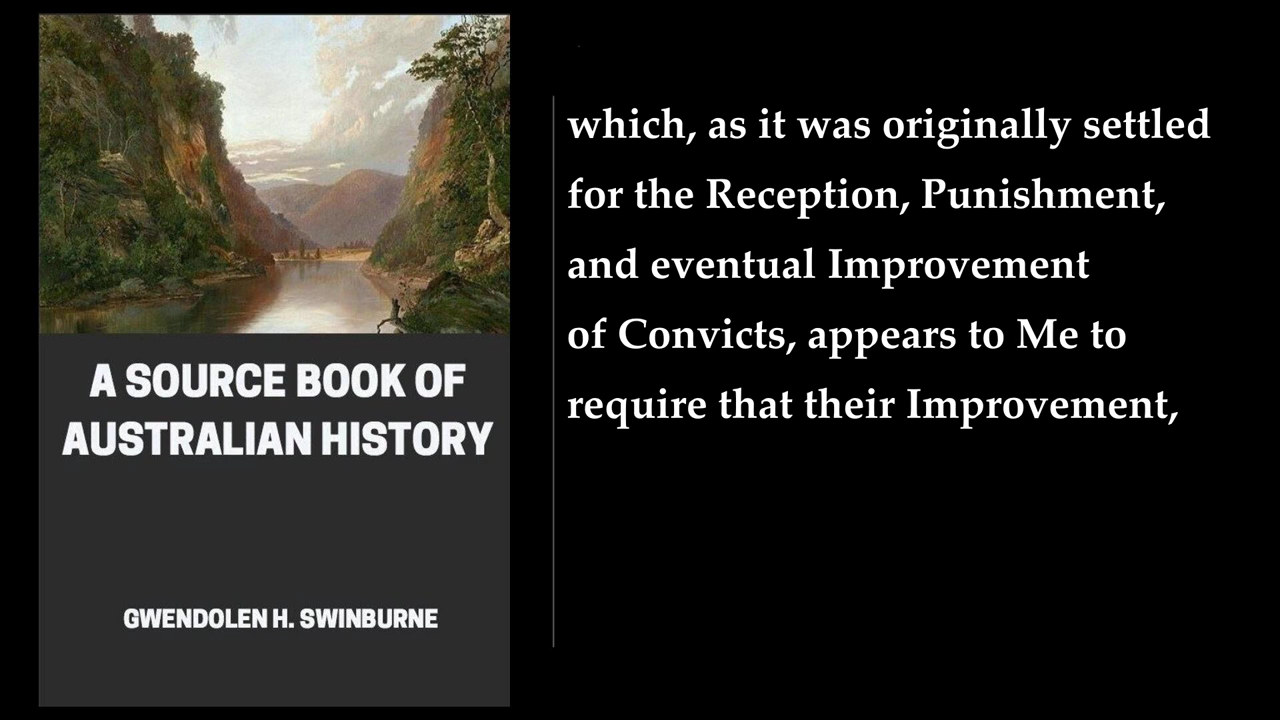 A SOURCE BOOK OF
AUSTRALIAN HISTORY
GWENDOLEN H. SWINBURNE
which, as it was originally settled
for the Reception, Punishment,
and eventual Improvement
of Convicts, appears to Me to
require that their Improvement,